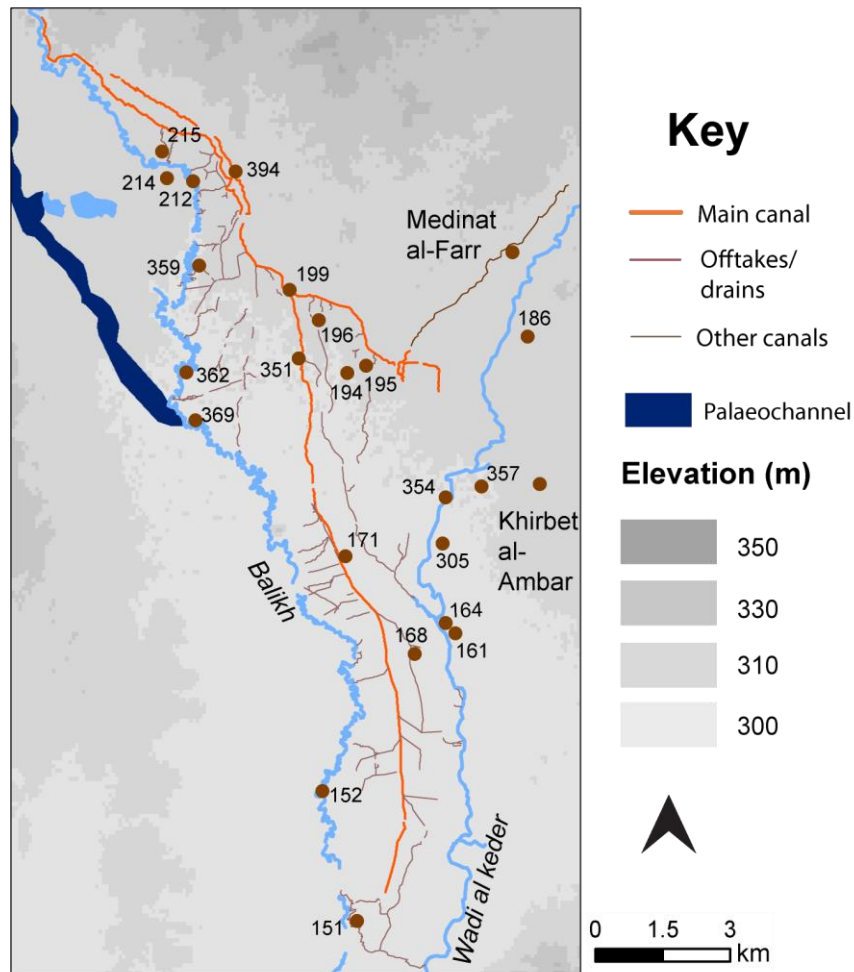 215
394
214
212
Medinat
al-Farr
359
199
196
186
351
194
195
362
369
354
357
Khirbet
al-
Ambar
171
305
Balikh
164
161
168
152
Wadi al keder
151
Key
Main canal
Offtakes/
drains
Other canals
Palaeochannel
Elevation (m)
350
330
310
300
0 1.5 3
km